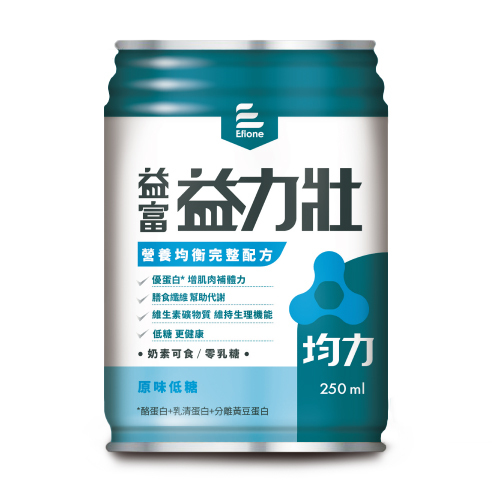 Efione
益富
益力壯
營養均衡完整配方
優蛋白* 增肌肉補體力
膳食纖維 幫助代謝
維生素礦物質 維持生理機能
低糖 更健康
• 奶素可食 / 零乳糖 •
均力
原味低糖
250 ml
*酪蛋白+乳清蛋白+分離黃豆蛋白